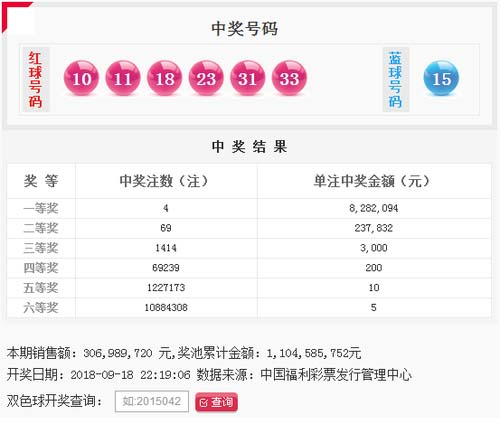 中奖号码
红球号码 10 11 18 23 31 33 蓝球号码 15
中 奖 结 果
奖 等 中奖注数（注） 单注中奖金额（元）
一等奖 4 8,282,094
二等奖 69 237,832
三等奖 1414 3,000
四等奖 69239 200
五等奖 1227173 10
六等奖 10884308 5
本期销售额：306,989,720 元,奖池累计金额：1,104,585,752元
开奖日期：2018-09-18 22:19:06 数据来源：中国福利彩票发行管理中心
双色球开奖查询： 如:2015042 查询